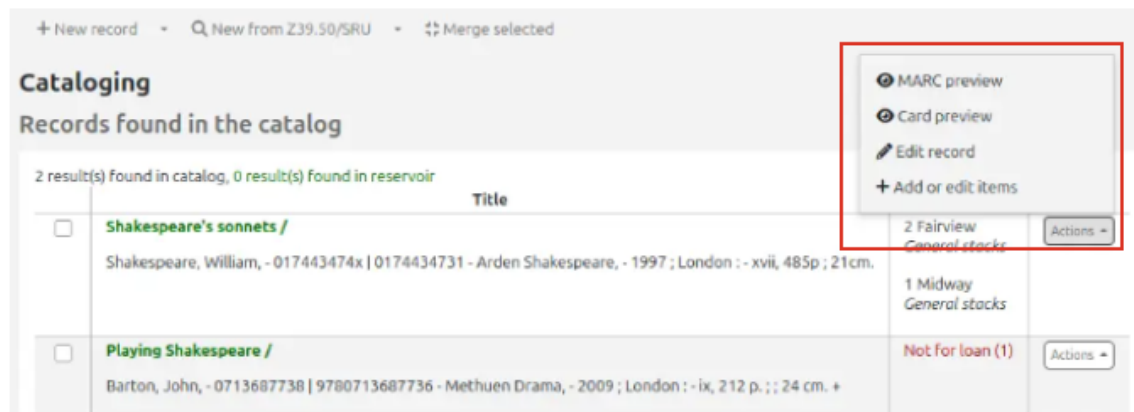 + New record - New from Z39.50/SRU - Merge selected
Cataloging
Records found in the catalog
MARC preview
Card preview
Edit record
+ Add or edit items
2 result(s) found in catalog, 0 result(s) found in reservoir
Title
Shakespeare's sonnets /
Shakespeare, William, - 017443474x | 0174434731 - Arden Shakespeare, - 1997 ; London : - xvii, 485p ; 21cm.
2 Fairview
General stacks
1 Midway
General stacks
Actions
Playing Shakespeare /
Barton, John, - 0713687738 | 9780713687736 - Methuen Drama, - 2009 ; London : - ix, 212 p. ; ; 24 cm. +
Not for loan (1)
Actions